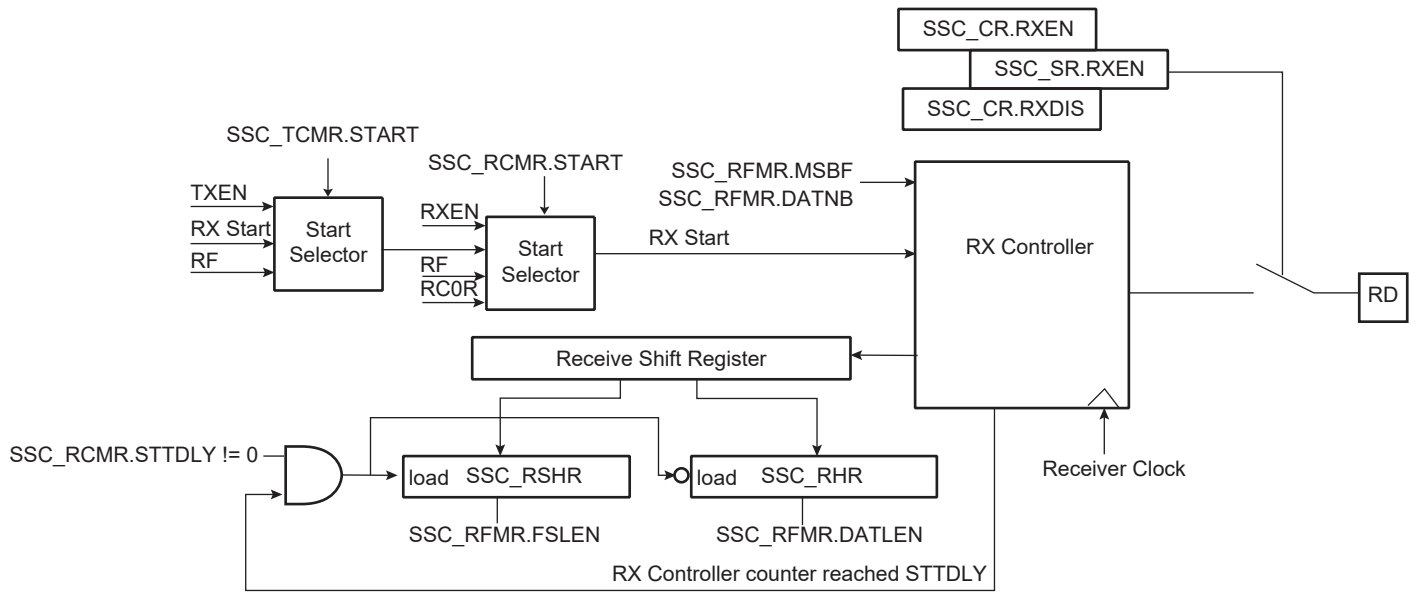 SSC_CR.RXEN
SSC_SR.RXEN
SSC_CR.RXDIS
SSC_TCMR.START
SSC_RCMR.START
SSC_RFMR.MSBF
SSC_RFMR.DATNB
TXEN
RX Start
RF
Start
Selector
RXEN
RF
RC0R
Start
Selector
RX Start
RX Controller
RD
Receive Shift Register
SSC_RCMR.STTDLY != 0
load SSC_RSHR
load SSC_RHR
Receiver Clock
SSC_RFMR.FSLEN
SSC_RFMR.DATLEN
RX Controller counter reached STTDLY